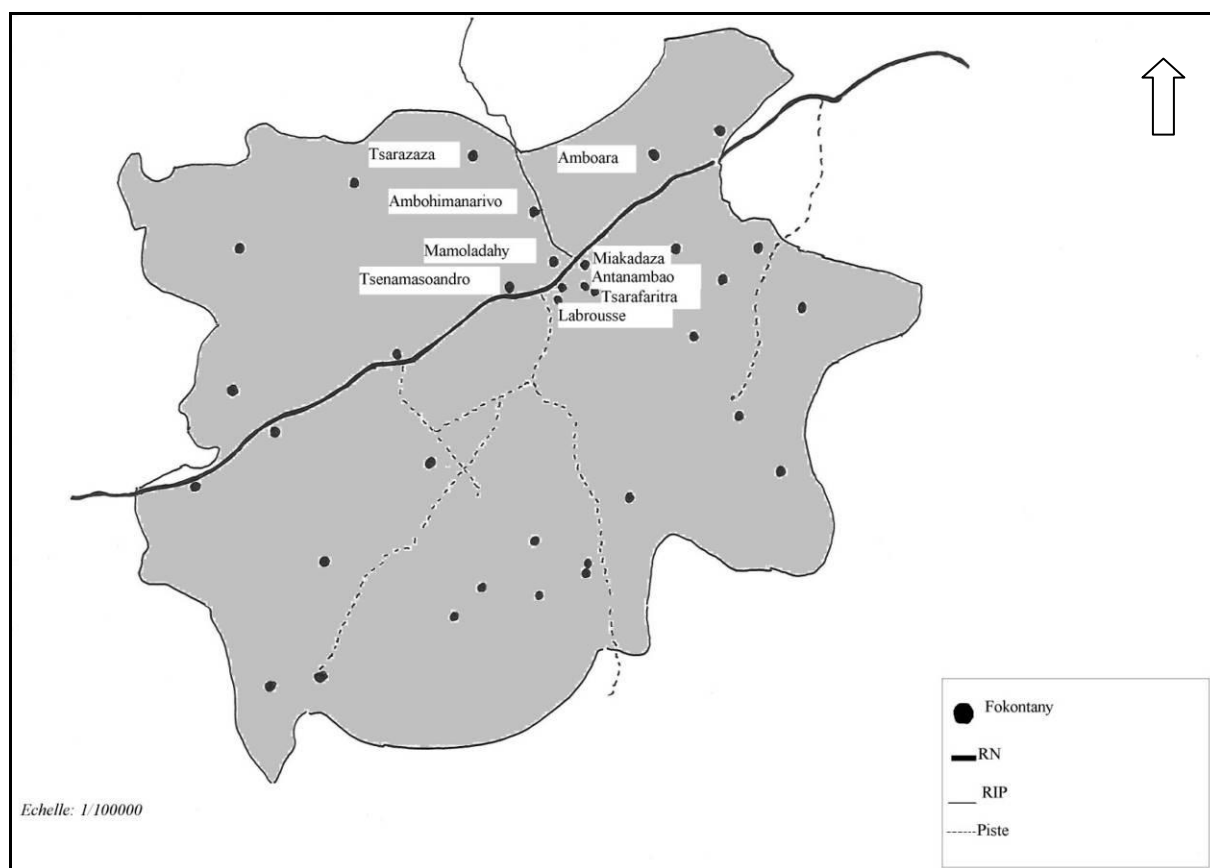 Tsarazaza
Amboara
Ambohimanarivo
Mamoladahy
Miakadaza
Tsenamasoandro
Antanambao
Tsarafaritra
Labrousse
Fokontany
RN
RIP
Piste
Echelle: 1/100000